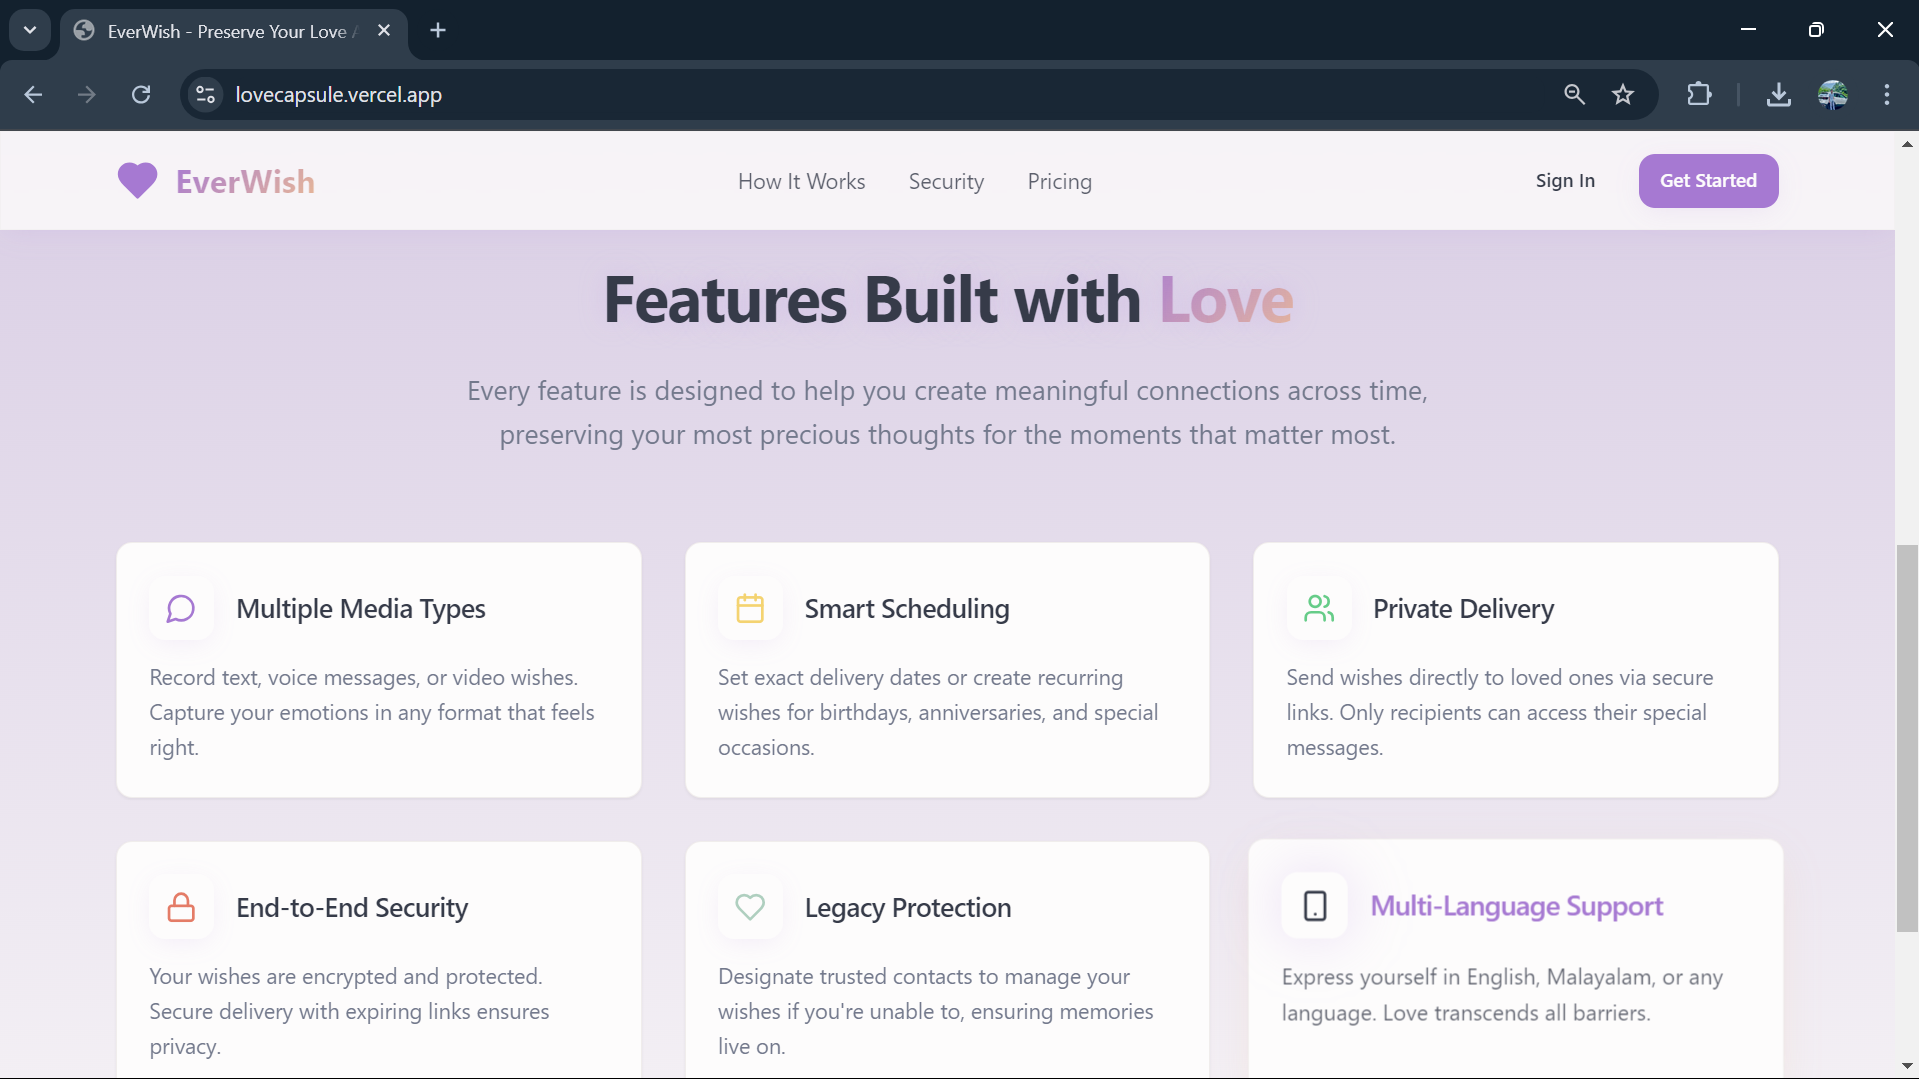 EverWish - Preserve Your Love
lovecapsule.vercel.app
EverWish
How It Works
Security
Pricing
Sign In
Get Started
Features Built with Love
Every feature is designed to help you create meaningful connections across time,
preserving your most precious thoughts for the moments that matter most.
Multiple Media Types
Record text, voice messages, or video wishes.
Capture your emotions in any format that feels
right.
Smart Scheduling
Set exact delivery dates or create recurring
wishes for birthdays, anniversaries, and special
occasions.
Private Delivery
Send wishes directly to loved ones via secure
links. Only recipients can access their special
messages.
End-to-End Security
Your wishes are encrypted and protected.
Secure delivery with expiring links ensures
privacy.
Legacy Protection
Designate trusted contacts to manage your
wishes if you're unable to, ensuring memories
live on.
Multi-Language Support
Express yourself in English, Malayalam, or any
language. Love transcends all barriers.